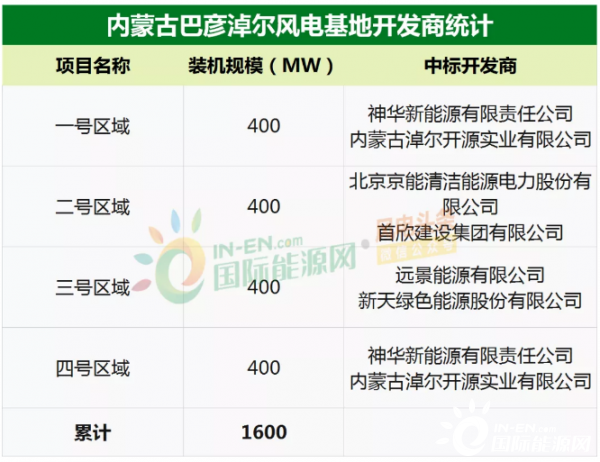 内蒙古巴彦淖尔风电基地开发商统计
项目名称 装机规模（MW） 中标开发商
一号区域 400 神华新能源有限责任公司
内蒙古淖尔开源实业有限公司
二号区域 400 北京京能清洁能源电力股份有
限公司
首欣建设集团有限公司
三号区域 400 远景能源有限公司
新天绿色能源股份有限公司
四号区域 400 神华新能源有限责任公司
内蒙古淖尔开源实业有限公司
累计 1600
IN-EN.com
国际能源网
风电头条
IN-EN.com
国际能源网